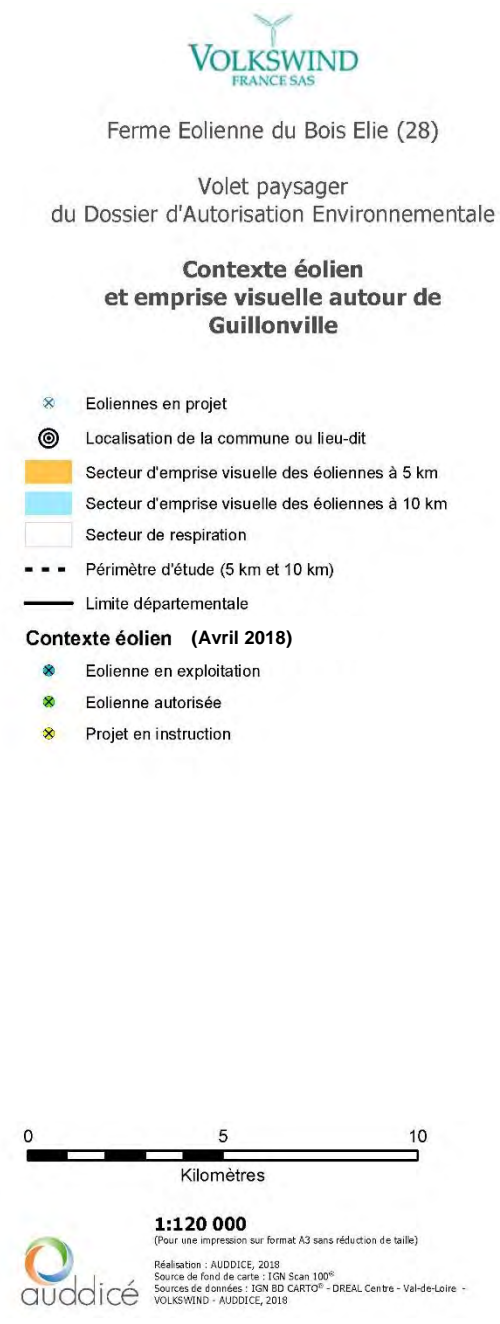 VOLKSWIND
FRANCE SAS
Ferme Eolienne du Bois Elie (28)
Volet paysager
du Dossier d'Autorisation Environnementale
Contexte éolien
et emprise visuelle autour de
Guillonville
Eoliennes en projet
Localisation de la commune ou lieu-dit
Secteur d'emprise visuelle des éoliennes à 5 km
Secteur d'emprise visuelle des éoliennes à 10 km
Secteur de respiration
Périmètre d'étude (5 km et 10 km)
Limite départementale
Contexte éolien (Avril 2018)
Eolienne en exploitation
Eolienne autorisée
Projet en instruction
0 5 10
Kilomètres
1:120 000
(Pour une impression sur format A3 sans réduction de taille)
Réalisation : AUDDICE, 2018
Source de fond de carte : IGN Scan 100®
Sources de données : IGN BD CARTO® - DREAL Centre - Val-de-Loire -
VOLKSWIND - AUDDICE, 2018
auddicé